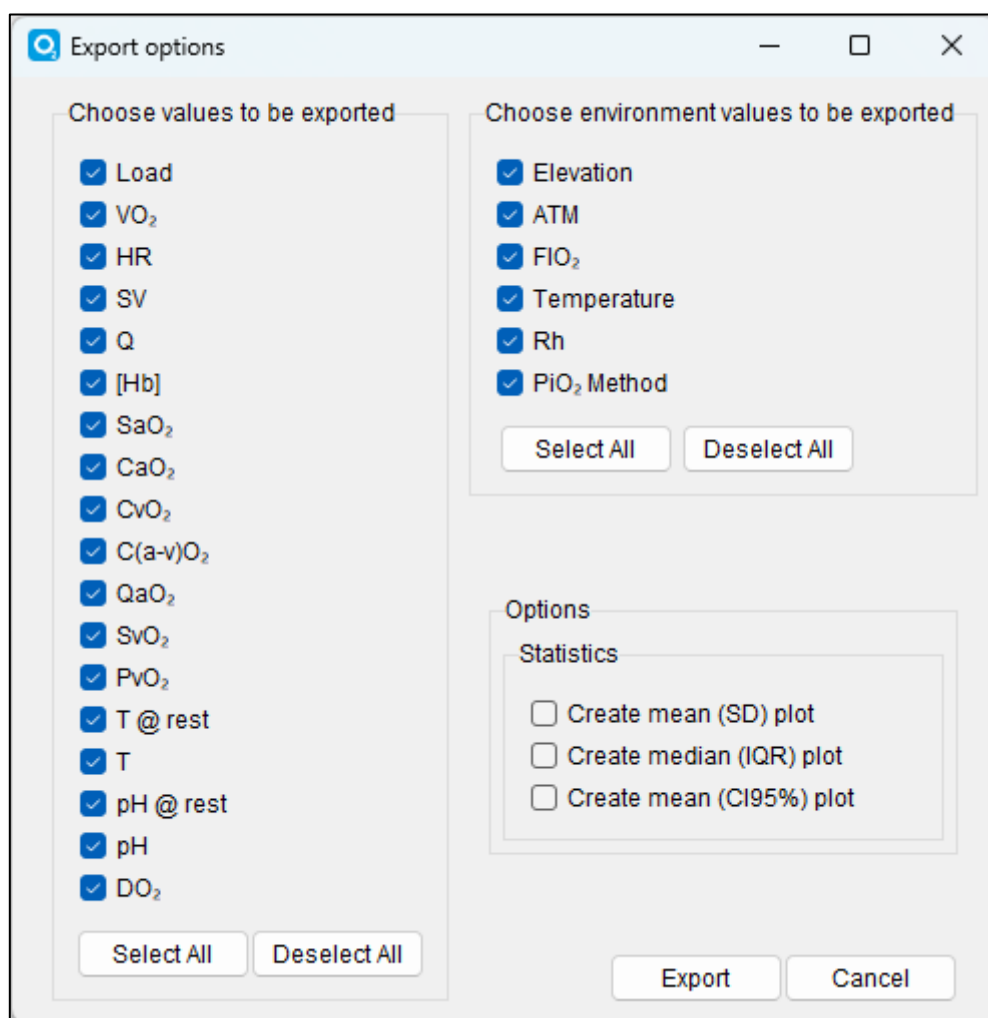 O₂ Export options
Choose values to be exported
Load
VO₂
HR
SV
Q
[Hb]
SaO₂
CaO₂
CvO₂
C(a-v)O₂
QaO₂
SvO₂
PvO₂
T @ rest
T
pH @ rest
pH
DO₂
Select All Deselect All
Choose environment values to be exported
Elevation
ATM
FIO₂
Temperature
Rh
PiO₂ Method
Select All Deselect All
Options
Statistics
Create mean (SD) plot
Create median (IQR) plot
Create mean (CI95%) plot
Export Cancel